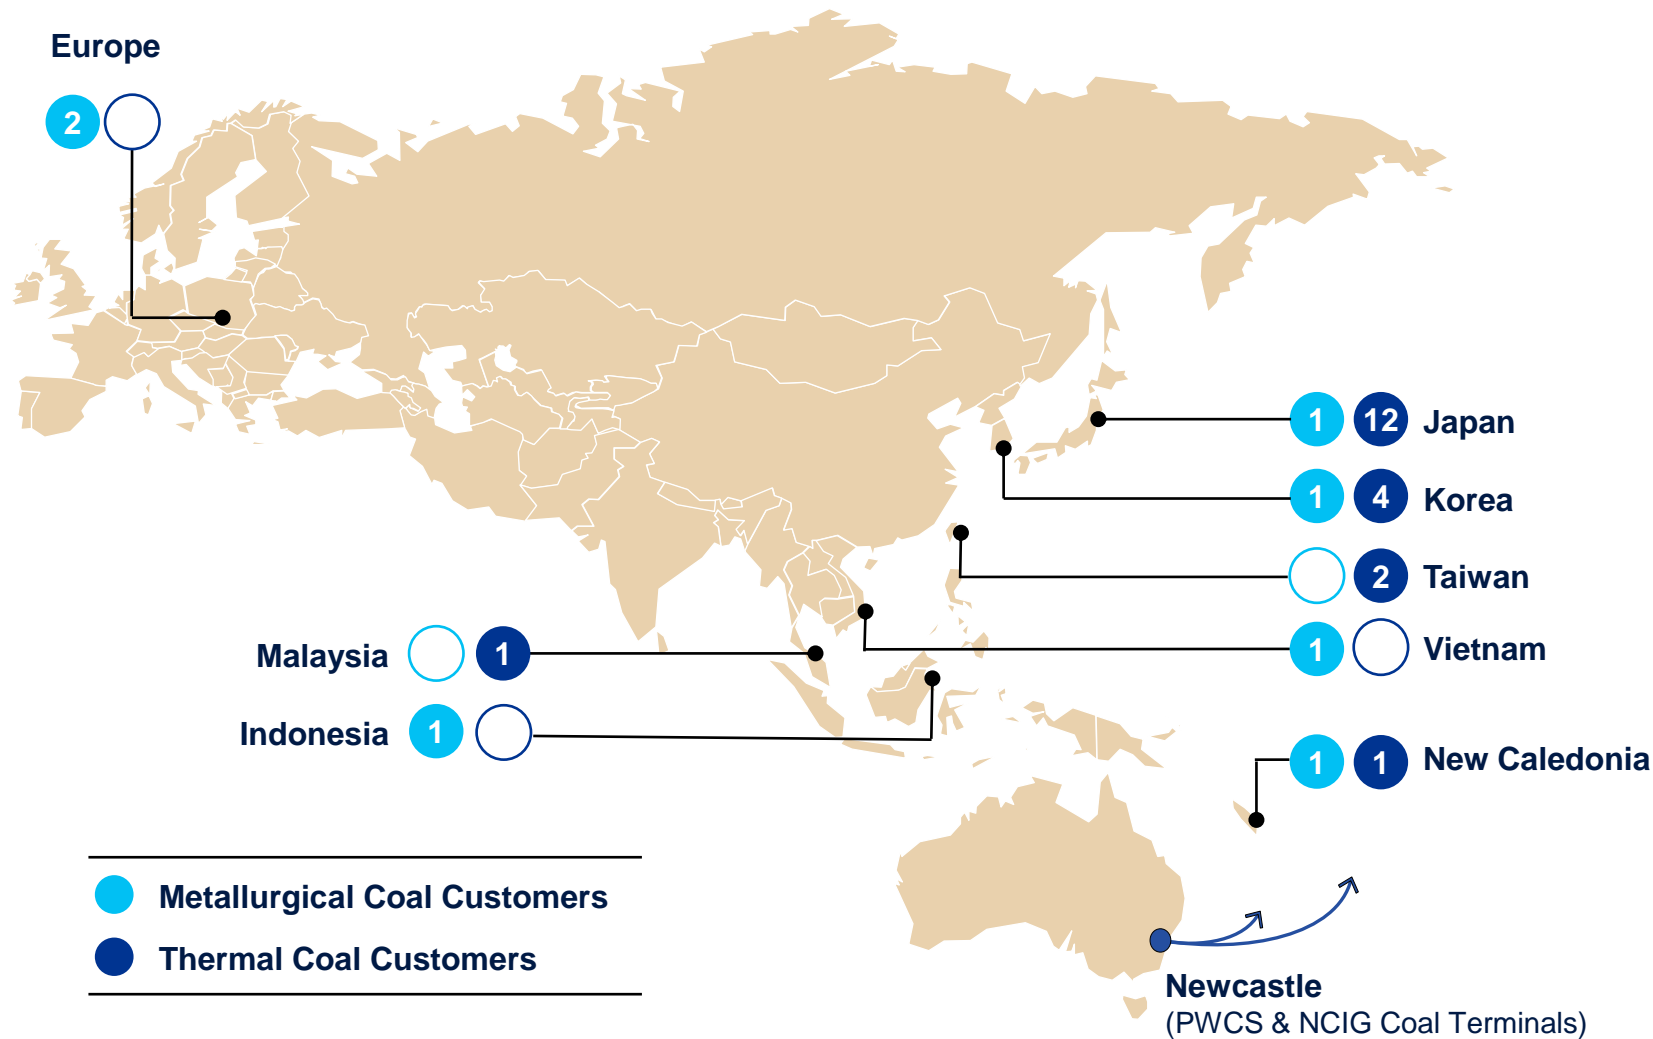 Europe
2
1 12 Japan
1 4 Korea
2 Taiwan
1 Vietnam
Malaysia 1
Indonesia 1
1 1 New Caledonia
Metallurgical Coal Customers
Thermal Coal Customers
Newcastle
(PWCS & NCIG Coal Terminals)